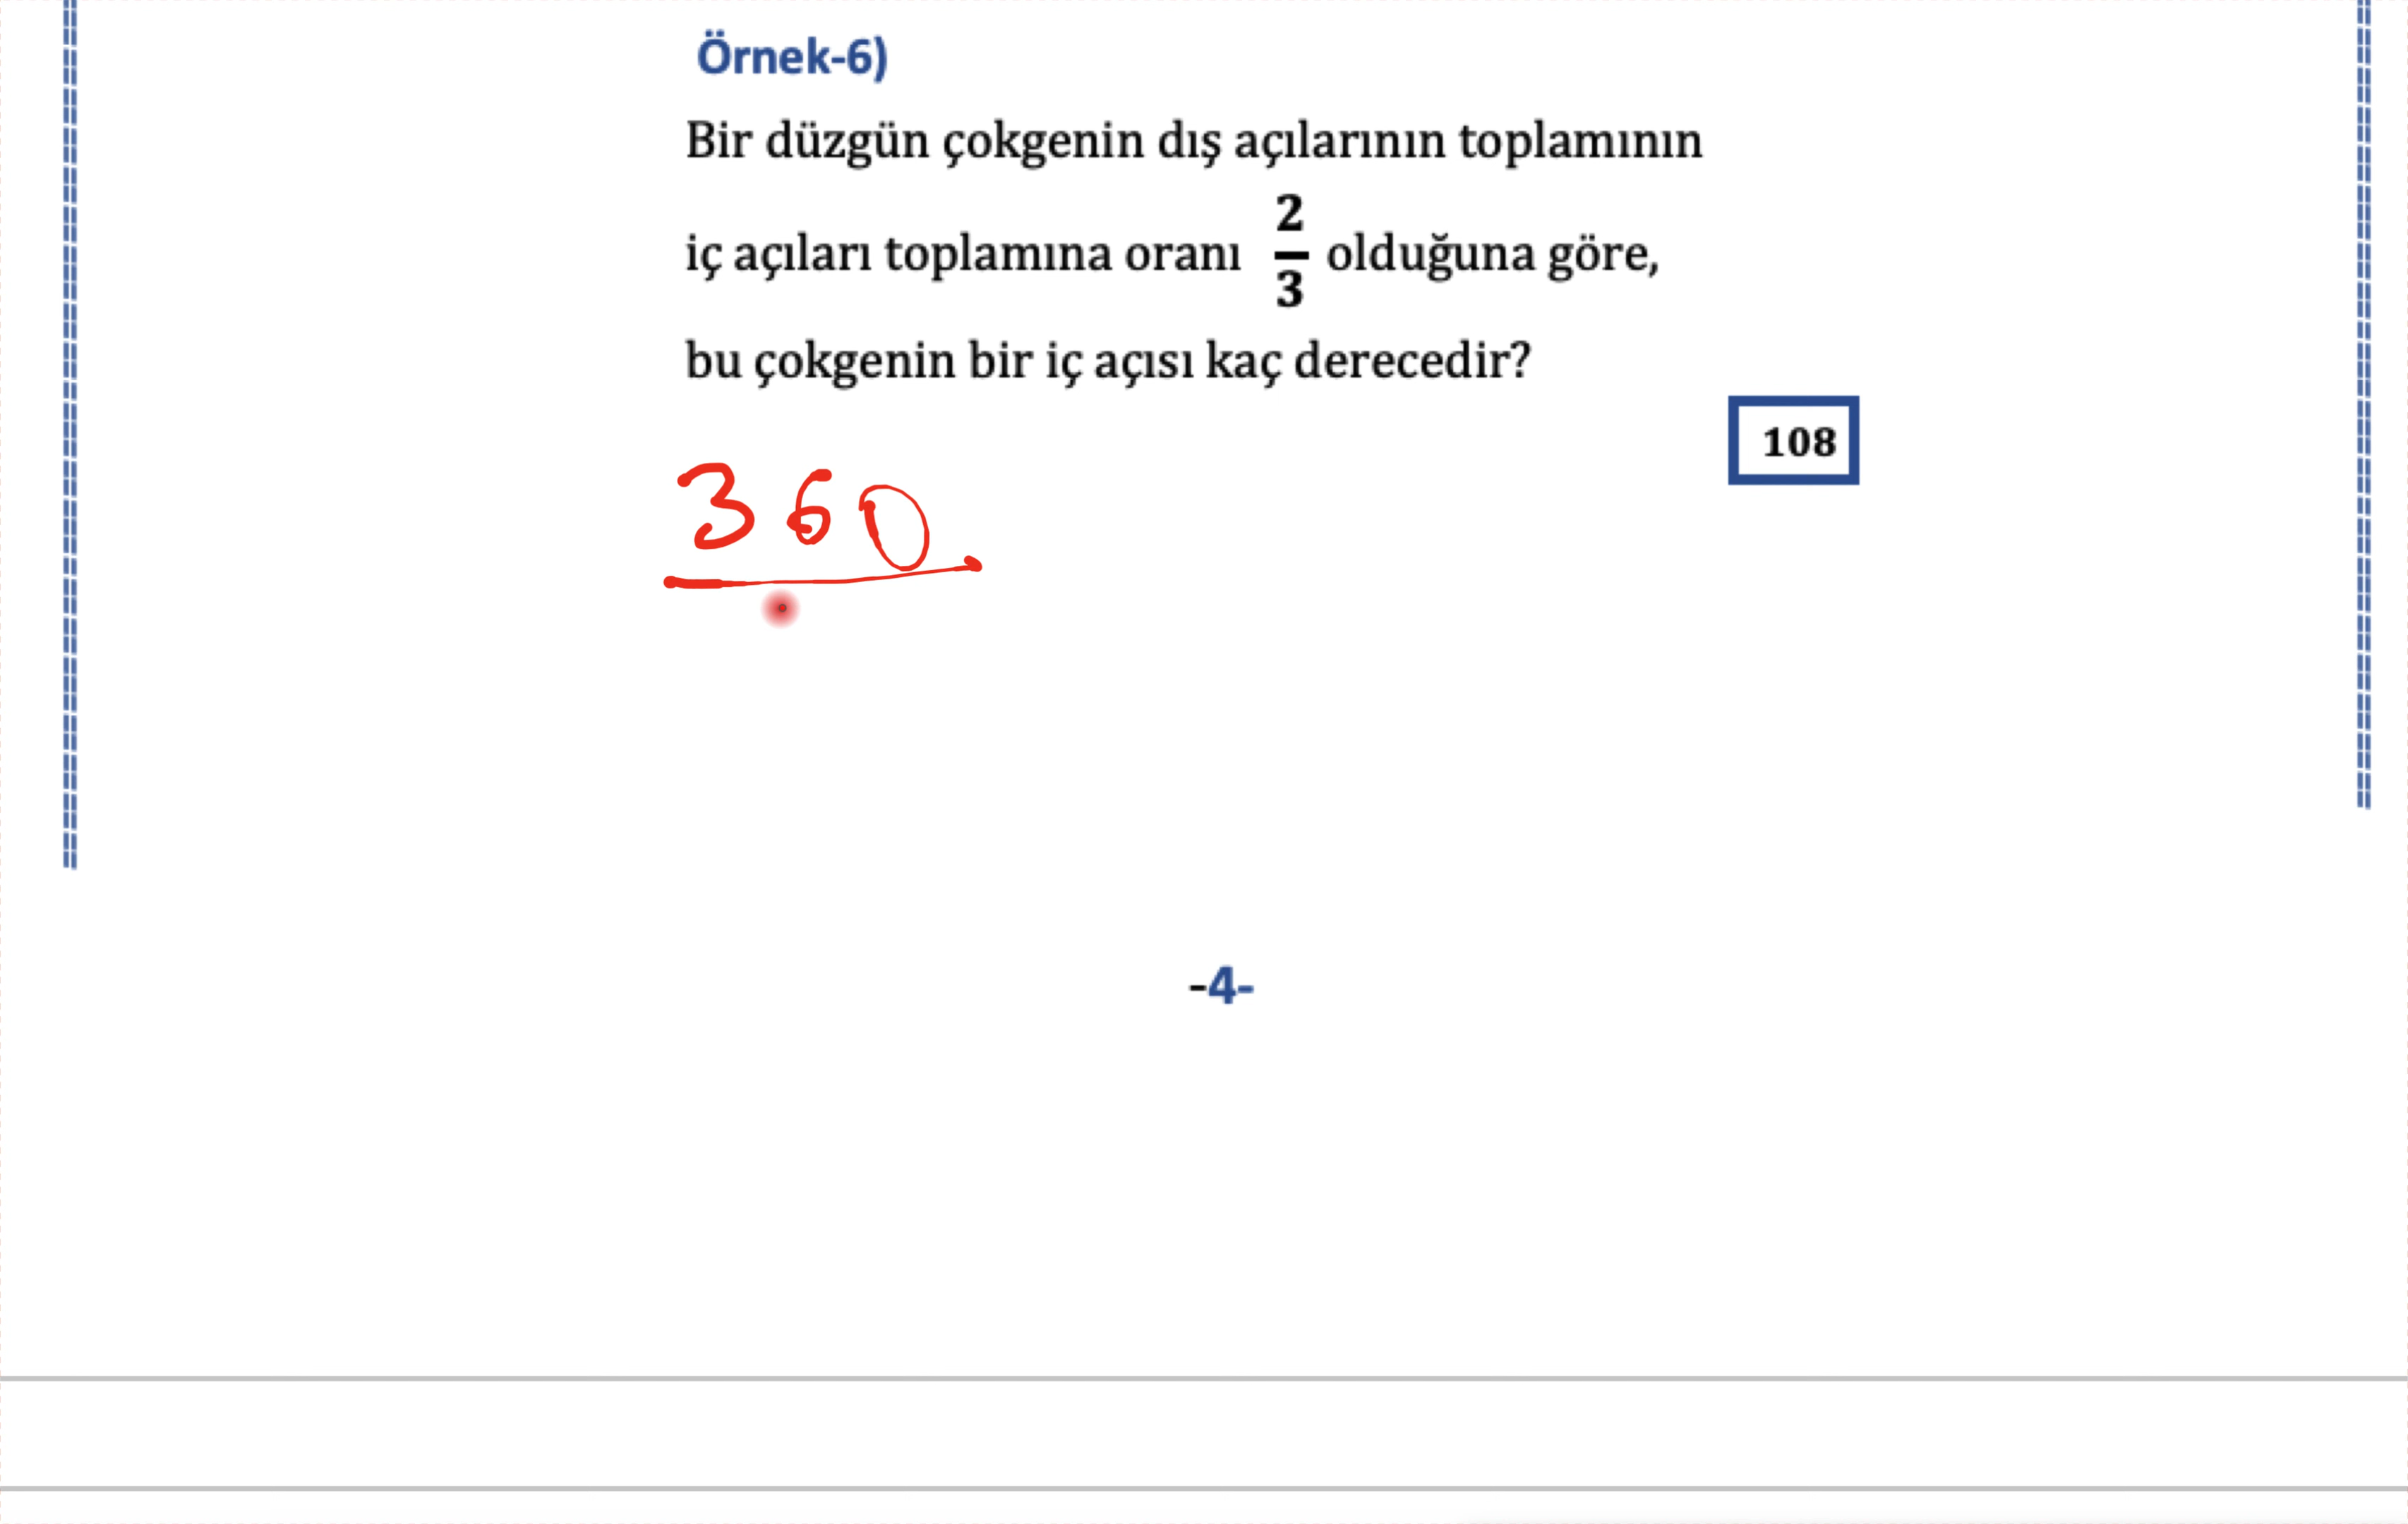 Örnek-6)
Bir düzgün çokgenin dış açılarının toplamının
iç açıları toplamına oranı 2/3 olduğuna göre,
bu çokgenin bir iç açısı kaç derecedir?
108
360
-4-